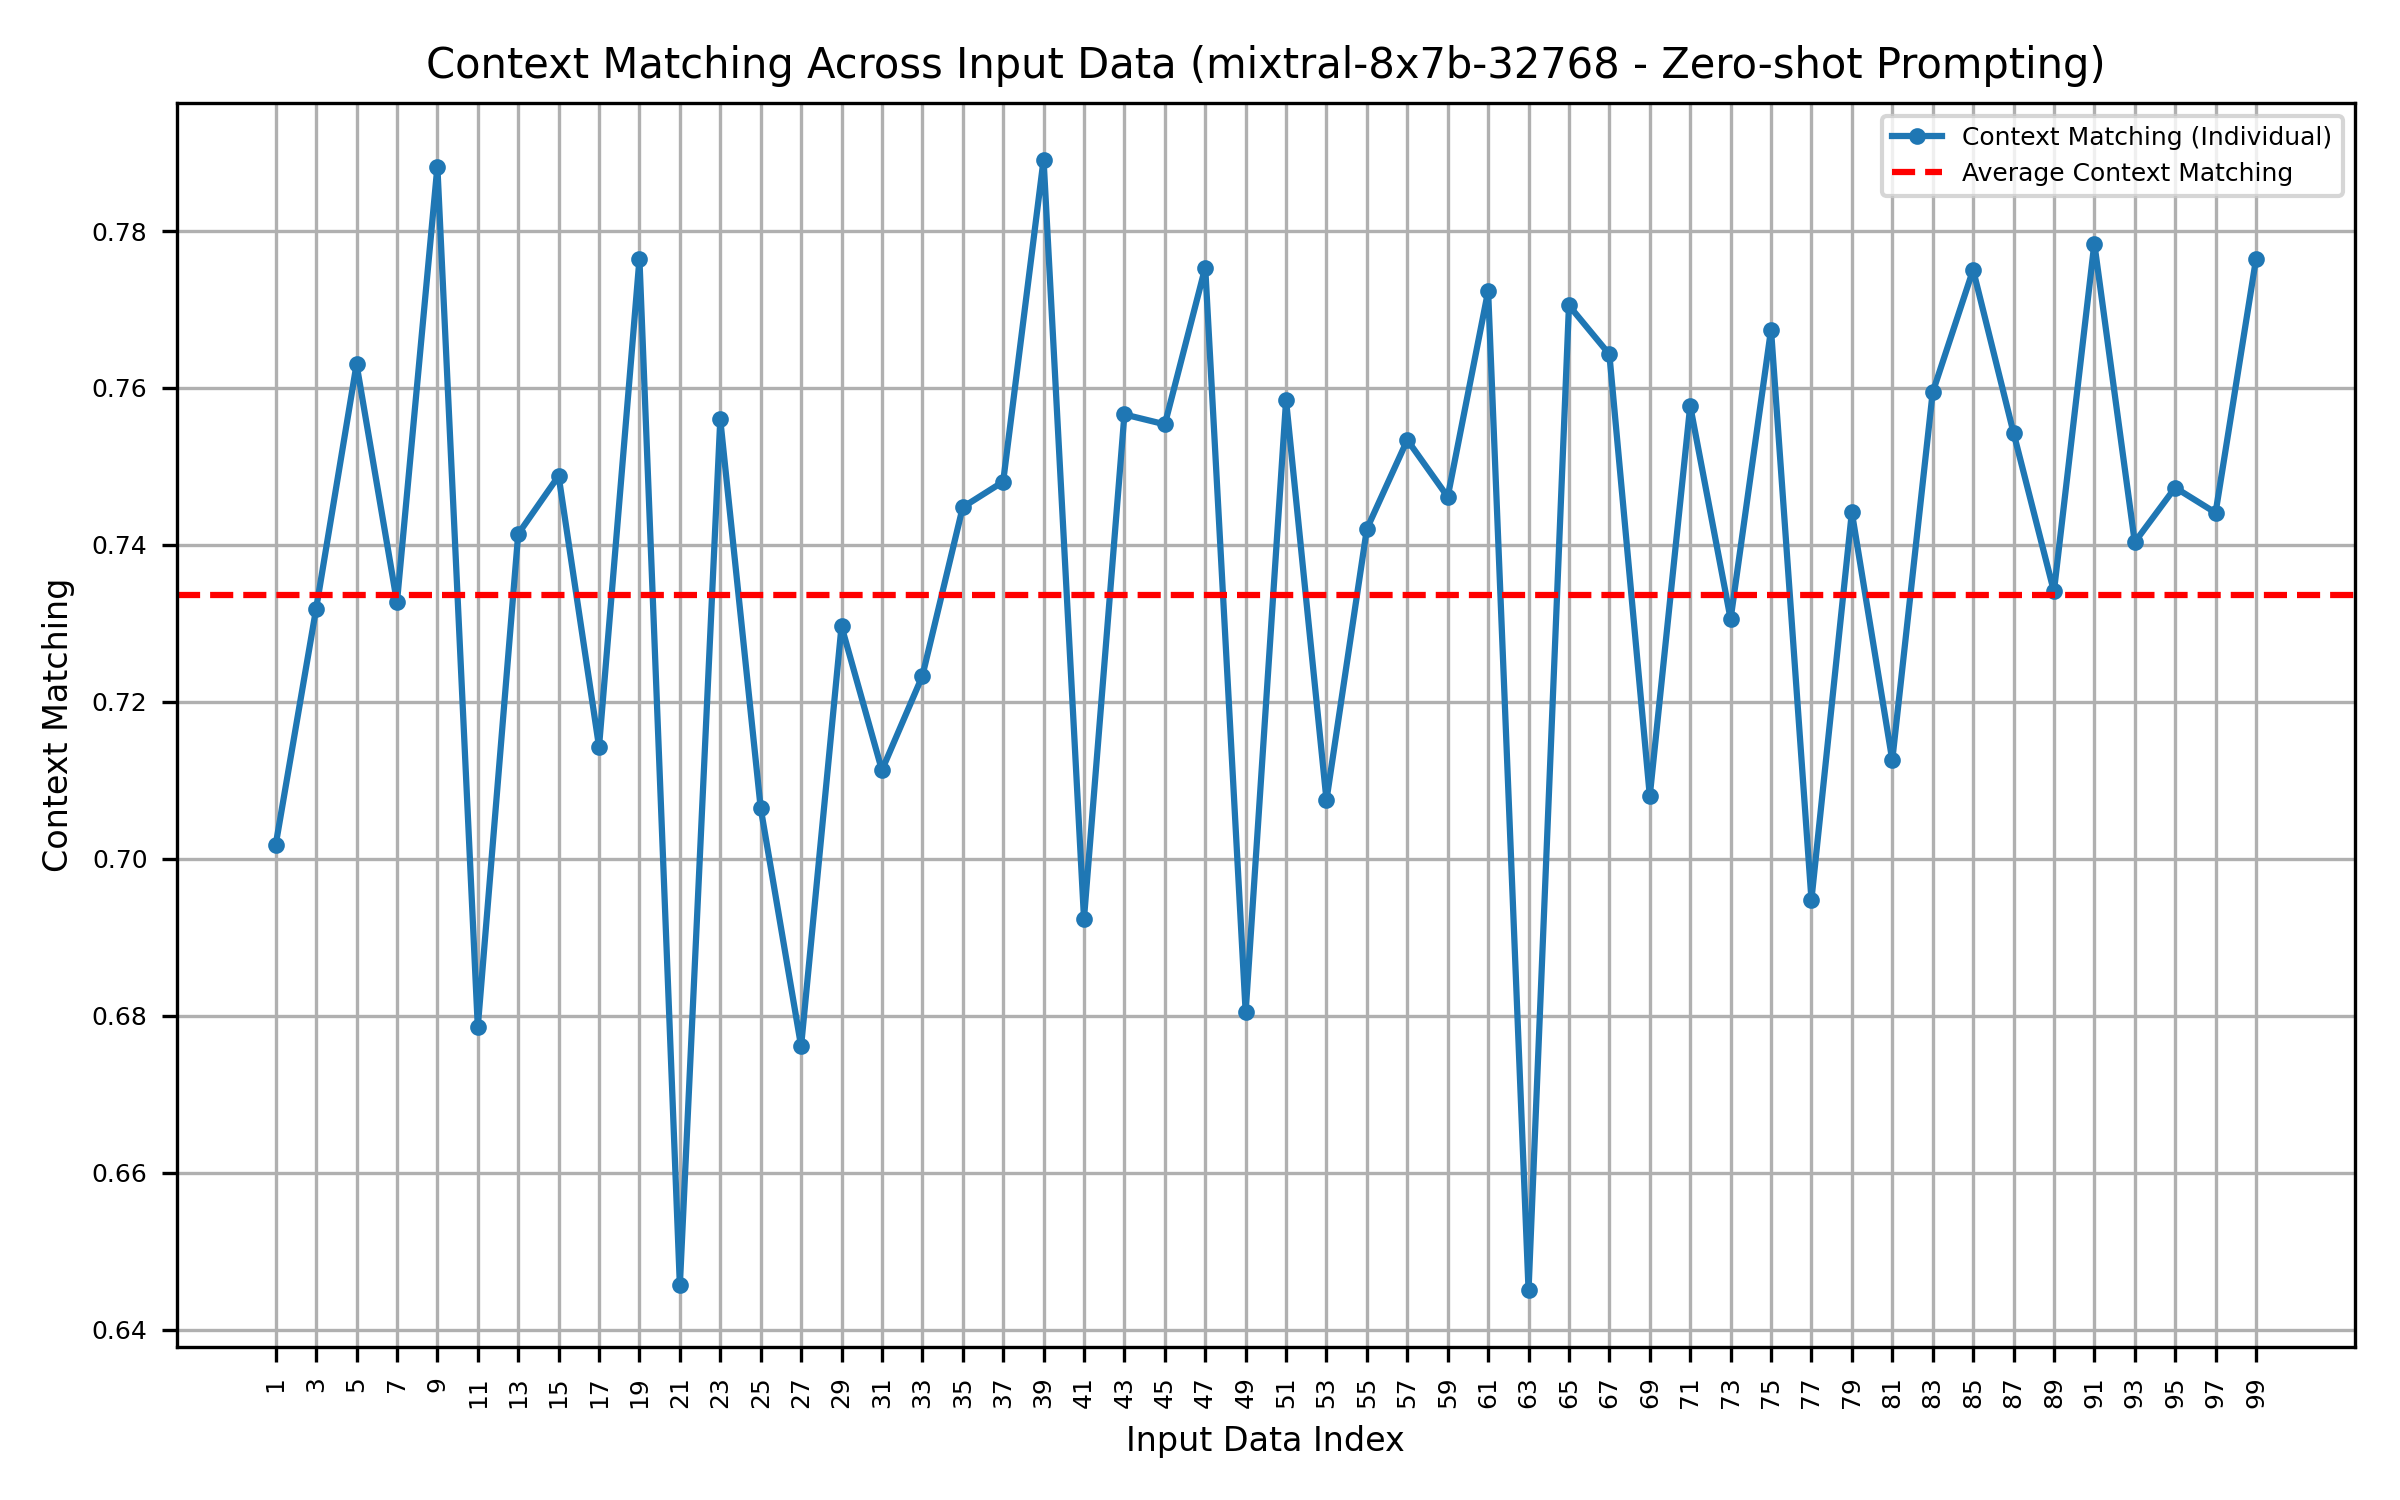 Context Matching Across Input Data (mixtral-8x7b-32768 - Zero-shot Prompting)
Context Matching (Individual)
Average Context Matching
Context Matching
0.78
0.76
0.74
0.72
0.70
0.68
0.66
0.64
1 3 5 7 9 11 13 15 17 19 21 23 25 27 29 31 33 35 37 39 41 43 45 47 49 51 53 55 57 59 61 63 65 67 69 71 73 75 77 79 81 83 85 87 89 91 93 95 97 99
Input Data Index